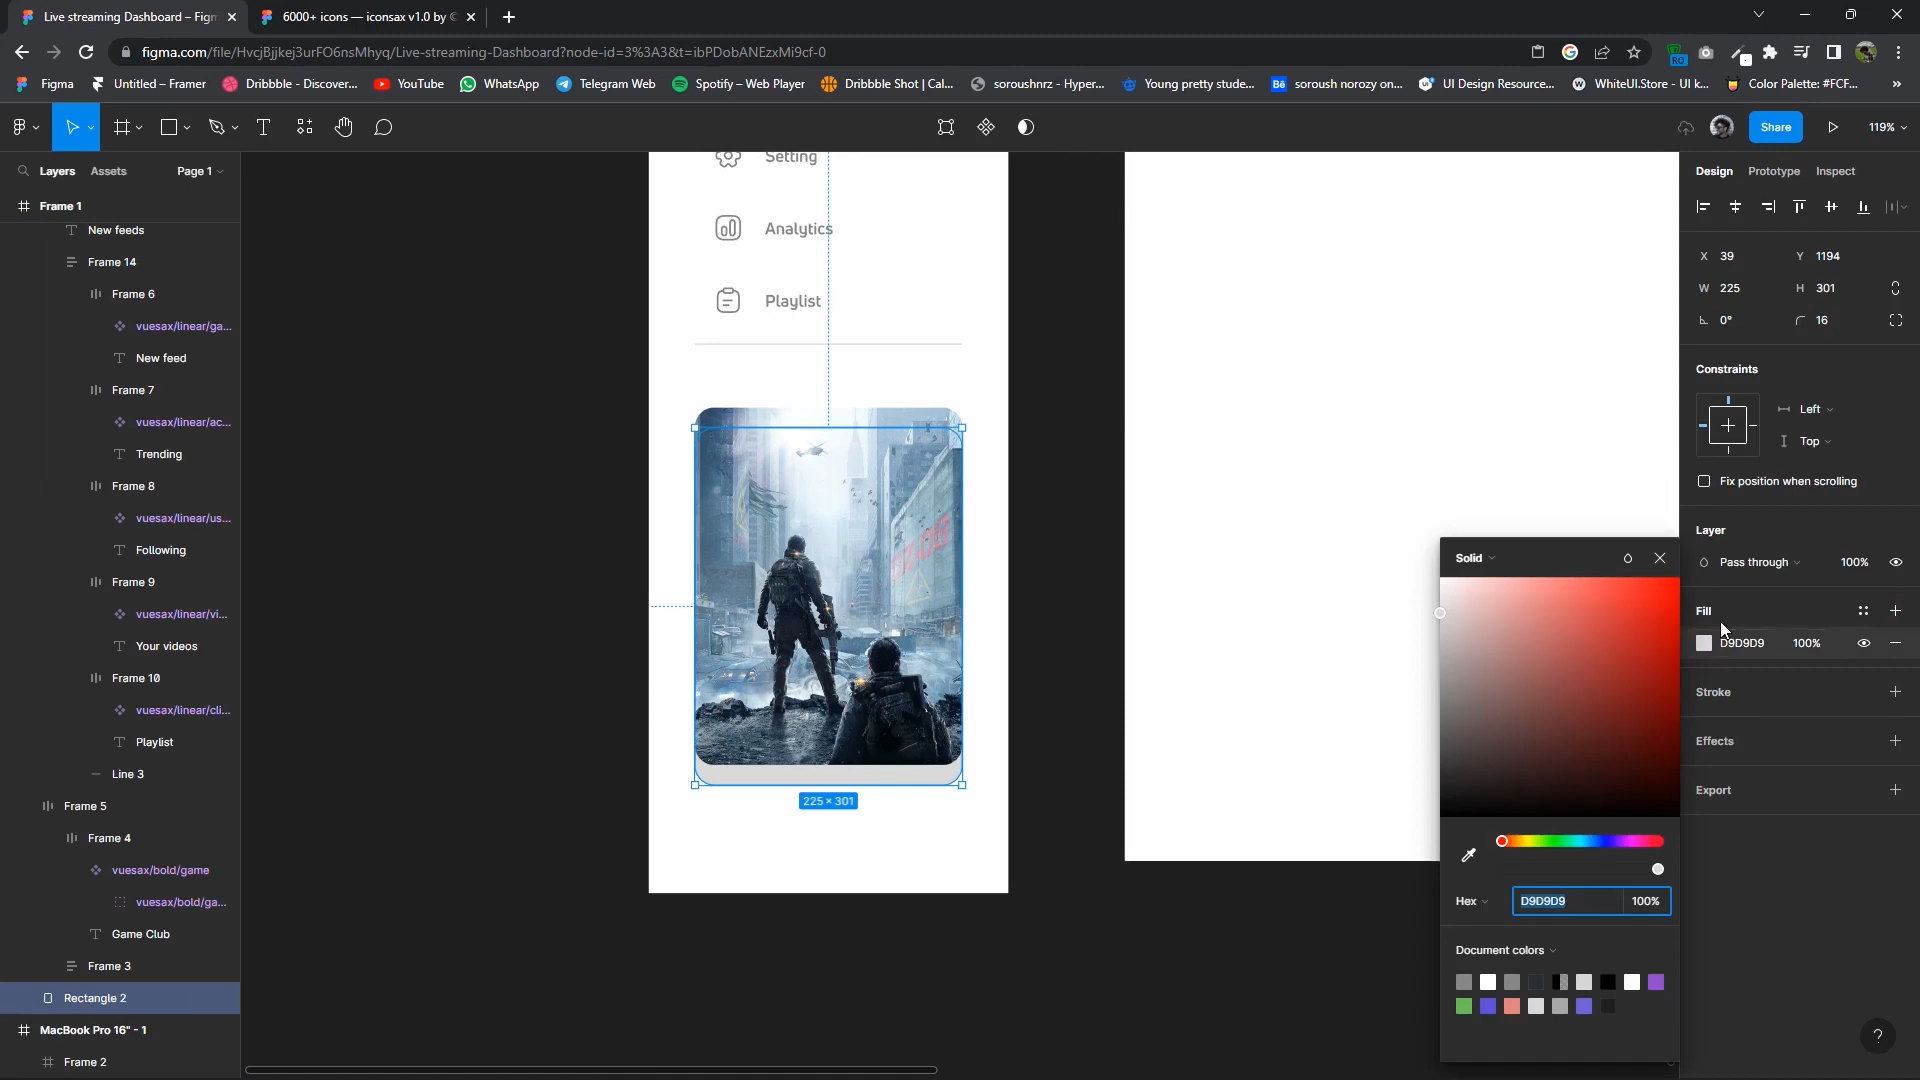 Live streaming Dashboard – Figm
6000+ icons — iconsax v1.0 by ©
figma.com/file/HvcjBjjkej3urFO6nsMhyq/Live-streaming-Dashboard?node-id=3%3A3&t=ibPDobANEzxMi9cf-0
RO
Figma
Untitled – Framer
Dribbble - Discover...
YouTube
WhatsApp
Telegram Web
Spotify – Web Player
Dribbble Shot | Cal...
soroushnrz - Hyper...
Young pretty stude...
Bē soroush norozy on...
UI Design Resource...
WhiteUI.Store - UI k...
Color Palette: #FCF...
»
Share
119%
Layers
Assets
Page 1
Design
Prototype
Inspect
Frame 1
New feeds
Frame 14
Frame 6
vuesax/linear/ga...
New feed
Frame 7
vuesax/linear/ac...
Trending
Frame 8
vuesax/linear/us...
Following
Frame 9
vuesax/linear/vi...
Your videos
Frame 10
vuesax/linear/cli...
Playlist
Line 3
Frame 5
Frame 4
vuesax/bold/game
vuesax/bold/ga...
Game Club
Frame 3
Rectangle 2
MacBook Pro 16" - 1
Frame 2
Setting
Analytics
Playlist
225 × 301
X 39
Y 1194
W 225
H 301
0°
16
Constraints
Left
Top
Fix position when scrolling
Layer
Pass through
100%
Fill
D9D9D9
100%
Stroke
Effects
Export
Solid
Hex
D9D9D9
100%
Document colors
?